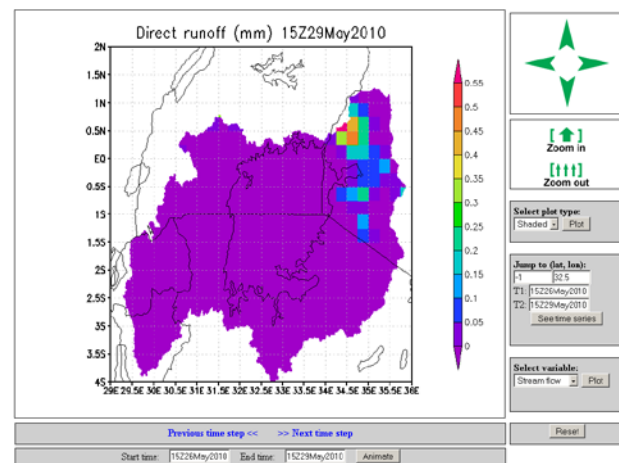 Direct runoff (mm) 15Z29May2010
2N
1.5N
1N
0.5N
EQ
0.5S
1S
1.5S
2S
2.5S
3S
3.5S
4S
29E 29.5E 30E 30.5E 31E 31.5E 32E 32.5E 33E 33.5E 34E 34.5E 35E 35.5E 36E
0.55
0.5
0.45
0.4
0.35
0.3
0.25
0.2
0.15
0.1
0.05
0
Previous time step << >> Next time step
Start time: 15Z26May2010 End time: 15Z29May2010 Animate
Zoom in
Zoom out
Select plot type:
Shaded Plot
Jump to (lat, lon):
-1 32.5
T1: 15Z26May2010
T2: 15Z29May2010
See time series
Select variable:
Stream flow Plot
Reset